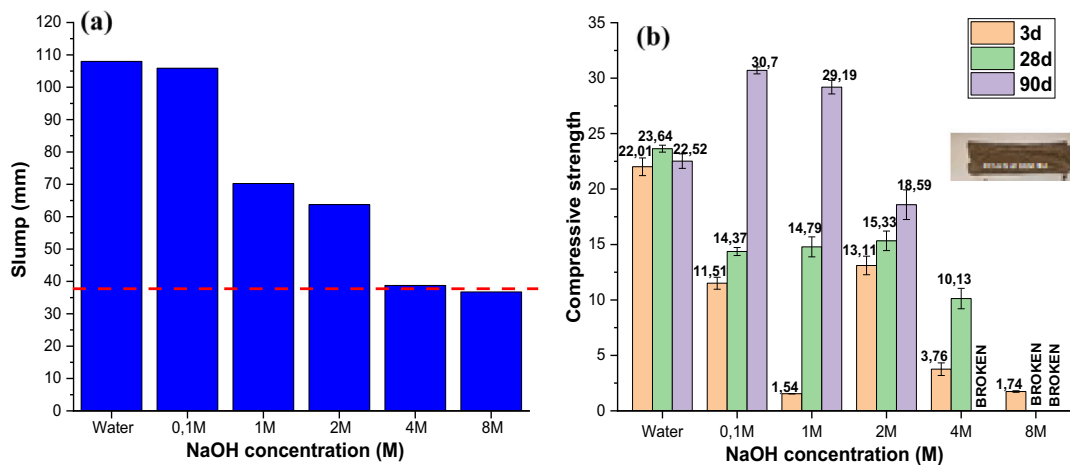 (a)
120
110
100
90
80
70
60
50
40
30
20
10
0
Slump (mm)
Water 0,1M 1M 2M 4M 8M
NaOH concentration (M)
(b)
3d
28d
90d
35
30
25
20
15
10
5
0
Compressive strength
22,01 23,64 22,52
11,51 14,37 30,7
1,54 14,79 29,19
13,11 15,33 18,59
3,76 10,13 BROKEN
1,74 BROKEN BROKEN
Water 0,1M 1M 2M 4M 8M
NaOH concentration (M)